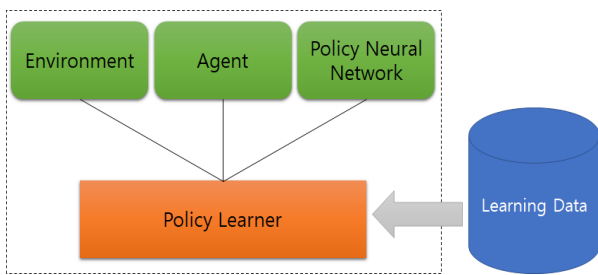 Environment
Agent
Policy Neural
Network
Policy Learner
Learning Data